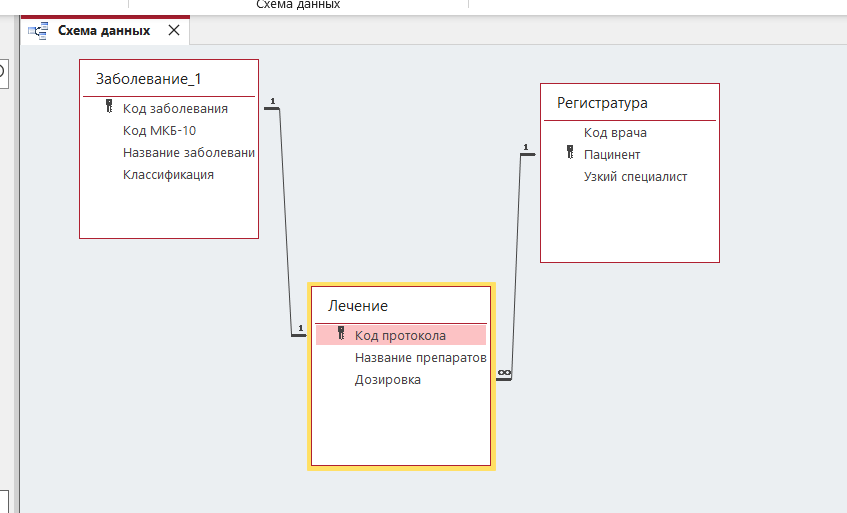 Схема данных
Схема данных
Заболевание_1
Код заболевания
Код МКБ-10
Название заболевани
Классификация
1
1
Регистратура
Код врача
Пацинент
Узкий специалист
1
∞
Лечение
Код протокола
Название препаратов
Дозировка